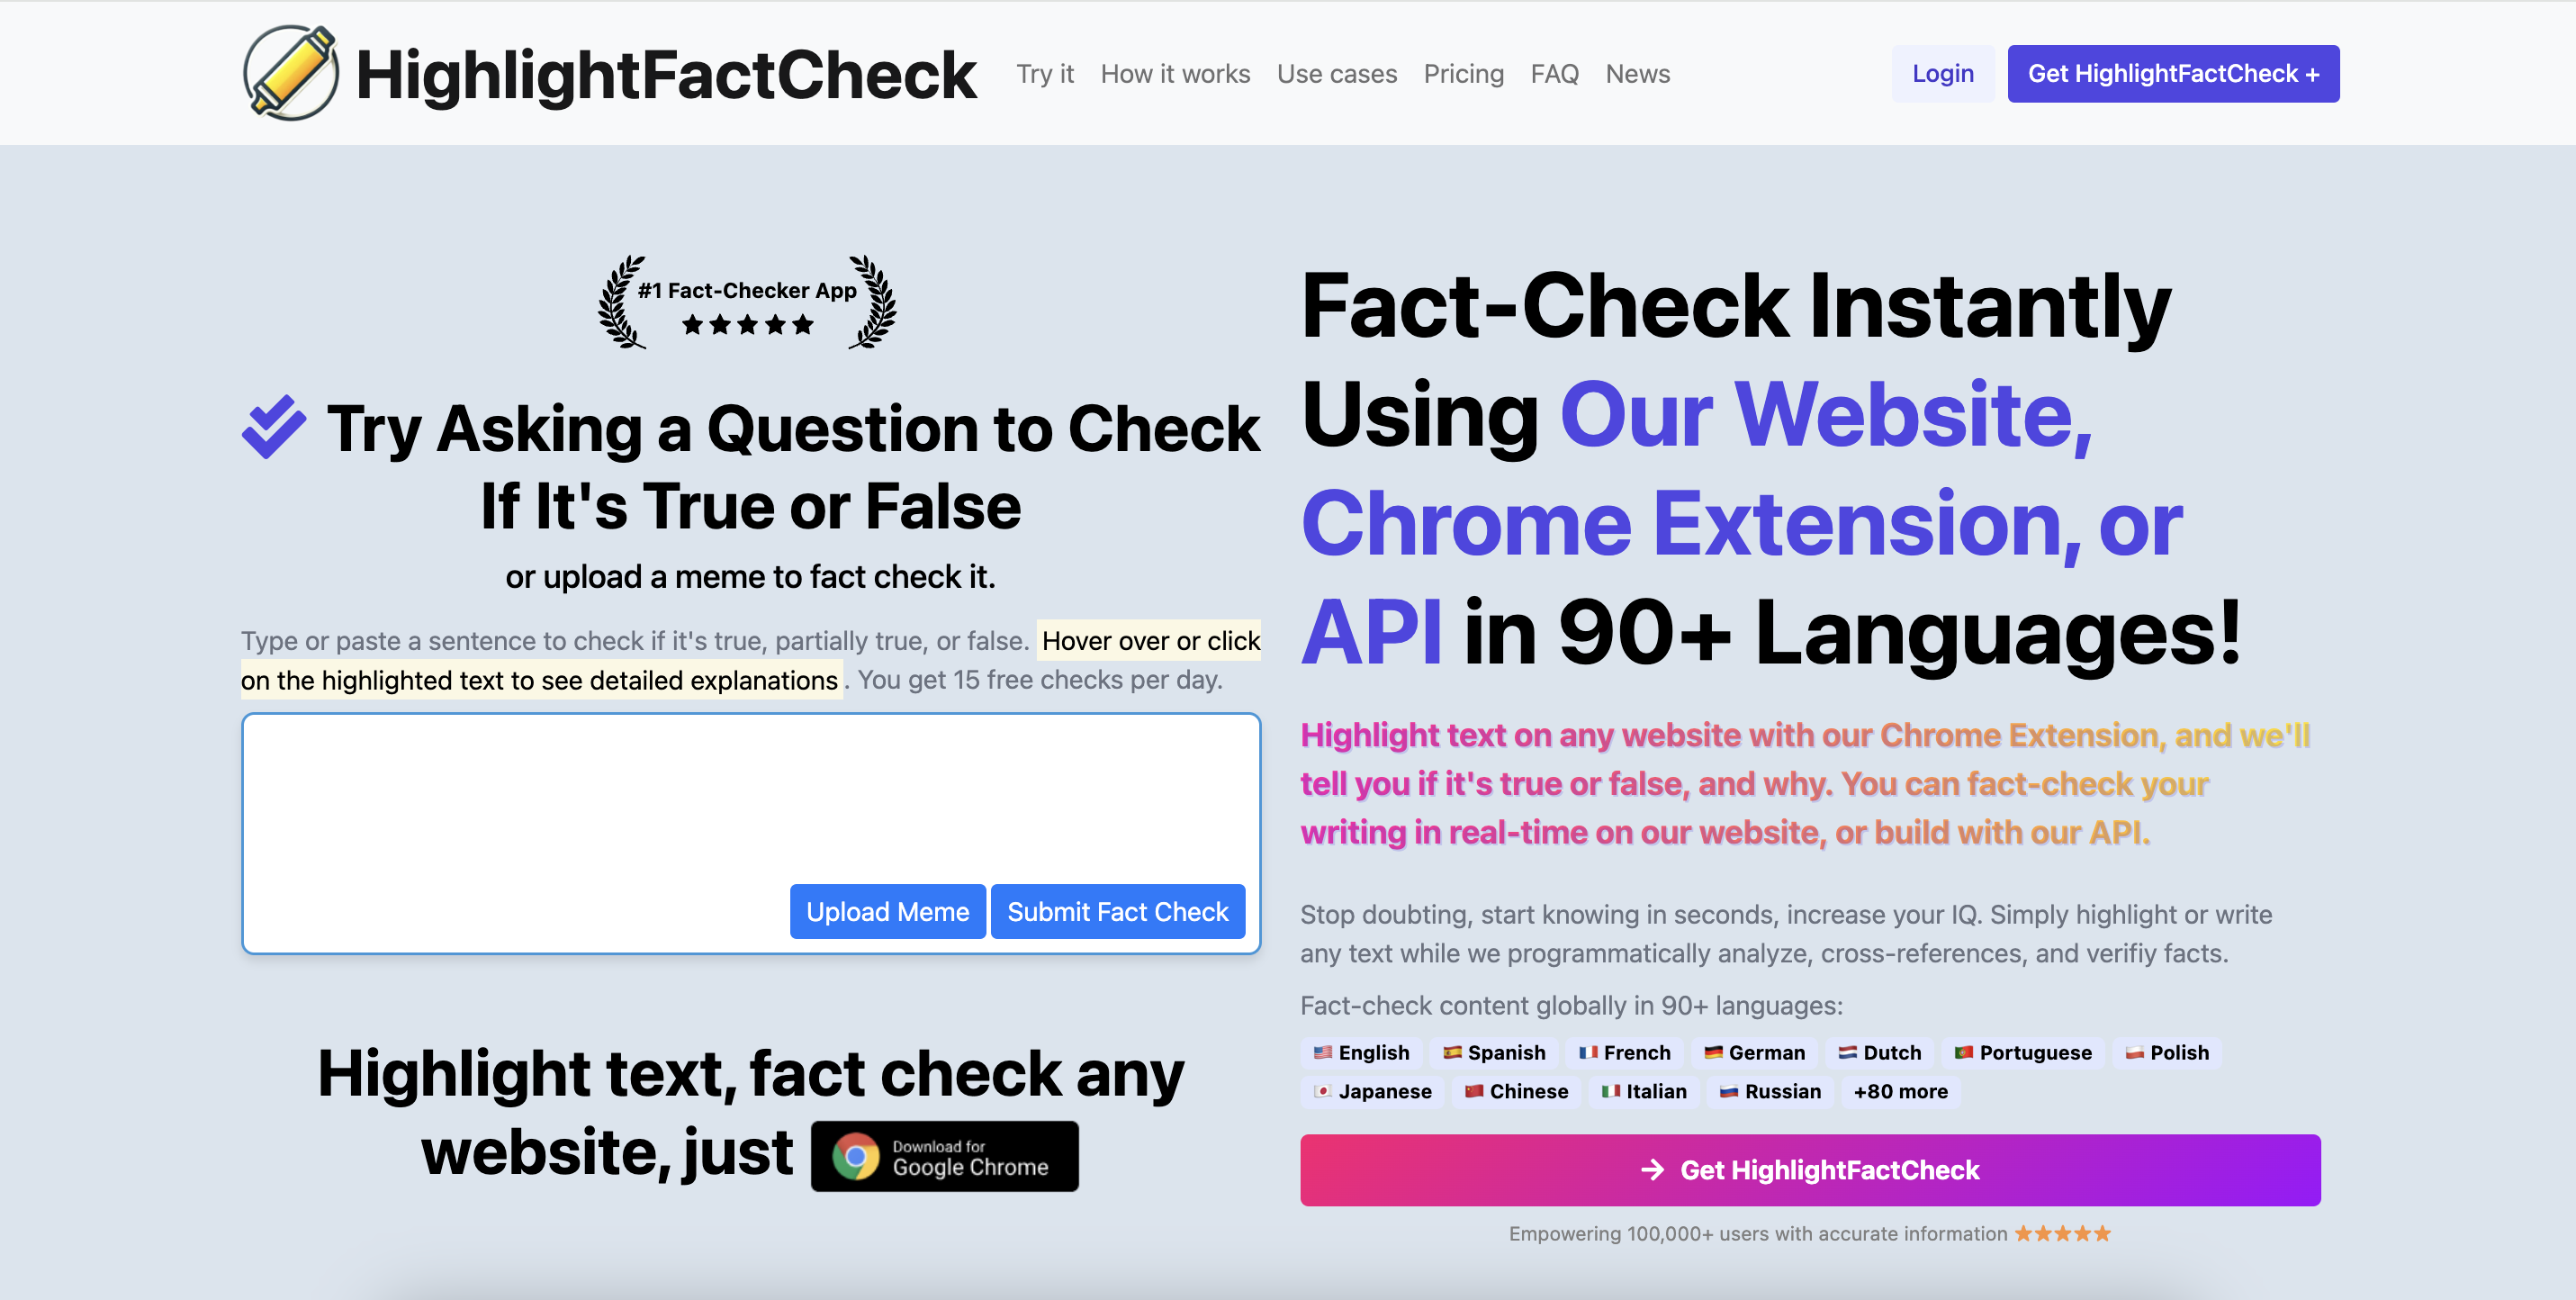 HighlightFactCheck
Try it How it works Use cases Pricing FAQ News
Login Get HighlightFactCheck +
#1 Fact-Checker App
Try Asking a Question to Check
If It's True or False
or upload a meme to fact check it.
Type or paste a sentence to check if it's true, partially true, or false. Hover over or click
on the highlighted text to see detailed explanations . You get 15 free checks per day.
Upload Meme Submit Fact Check
Highlight text, fact check any
website, just Download for
Google Chrome
Fact-Check Instantly
Using Our Website,
Chrome Extension, or
API in 90+ Languages!
Highlight text on any website with our Chrome Extension, and we'll
tell you if it's true or false, and why. You can fact-check your
writing in real-time on our website, or build with our API.
Stop doubting, start knowing in seconds, increase your IQ. Simply highlight or write
any text while we programmatically analyze, cross-references, and verifiy facts.
Fact-check content globally in 90+ languages:
English Spanish French German Dutch Portuguese Polish
Japanese Chinese Italian Russian +80 more
Get HighlightFactCheck
Empowering 100,000+ users with accurate information